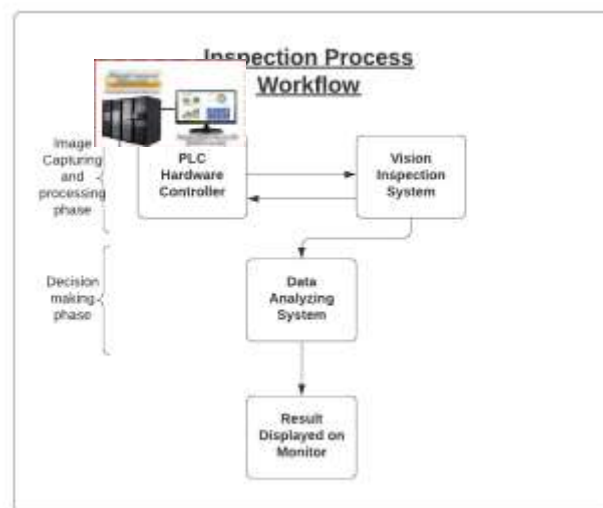 Inspection Process
Workflow
Image
Capturing
and
processing
phase
PLC
Hardware
Controller
Vision
Inspection
System
Decision
making
phase
Data
Analyzing
System
Result
Displayed on
Monitor